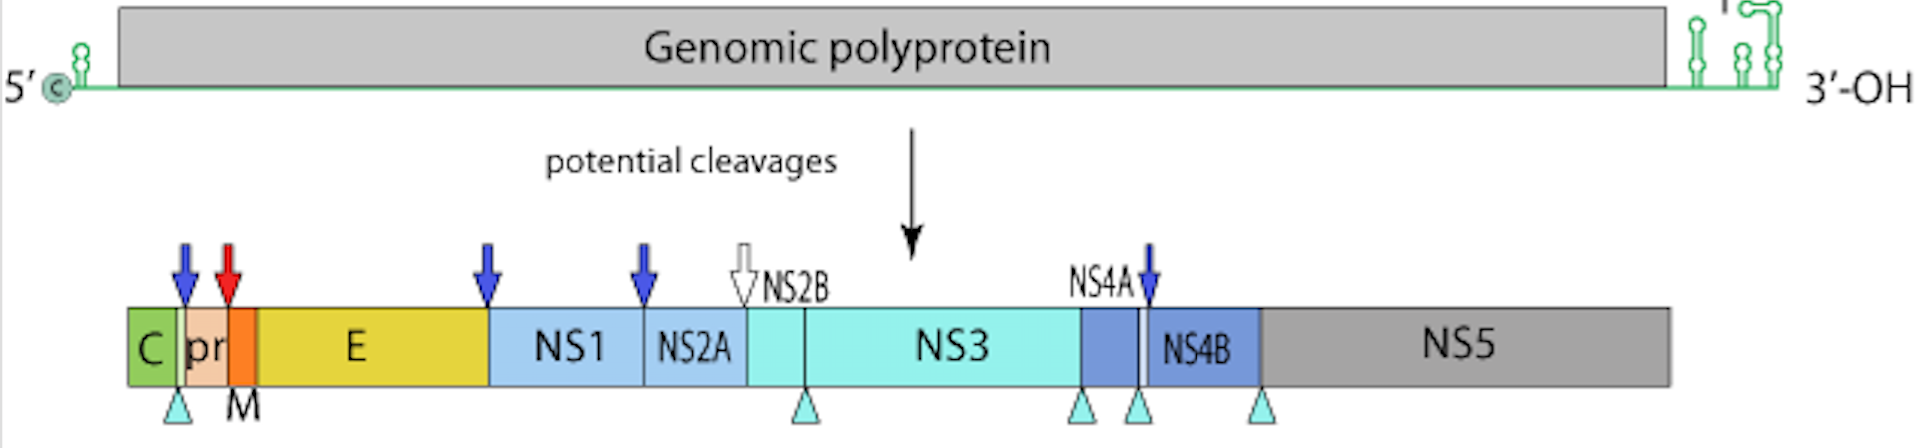 Genomic polyprotein
5′ C 3′-OH
potential cleavages
NS2B NS4A
C pr E NS1 NS2A NS3 NS4B NS5
M